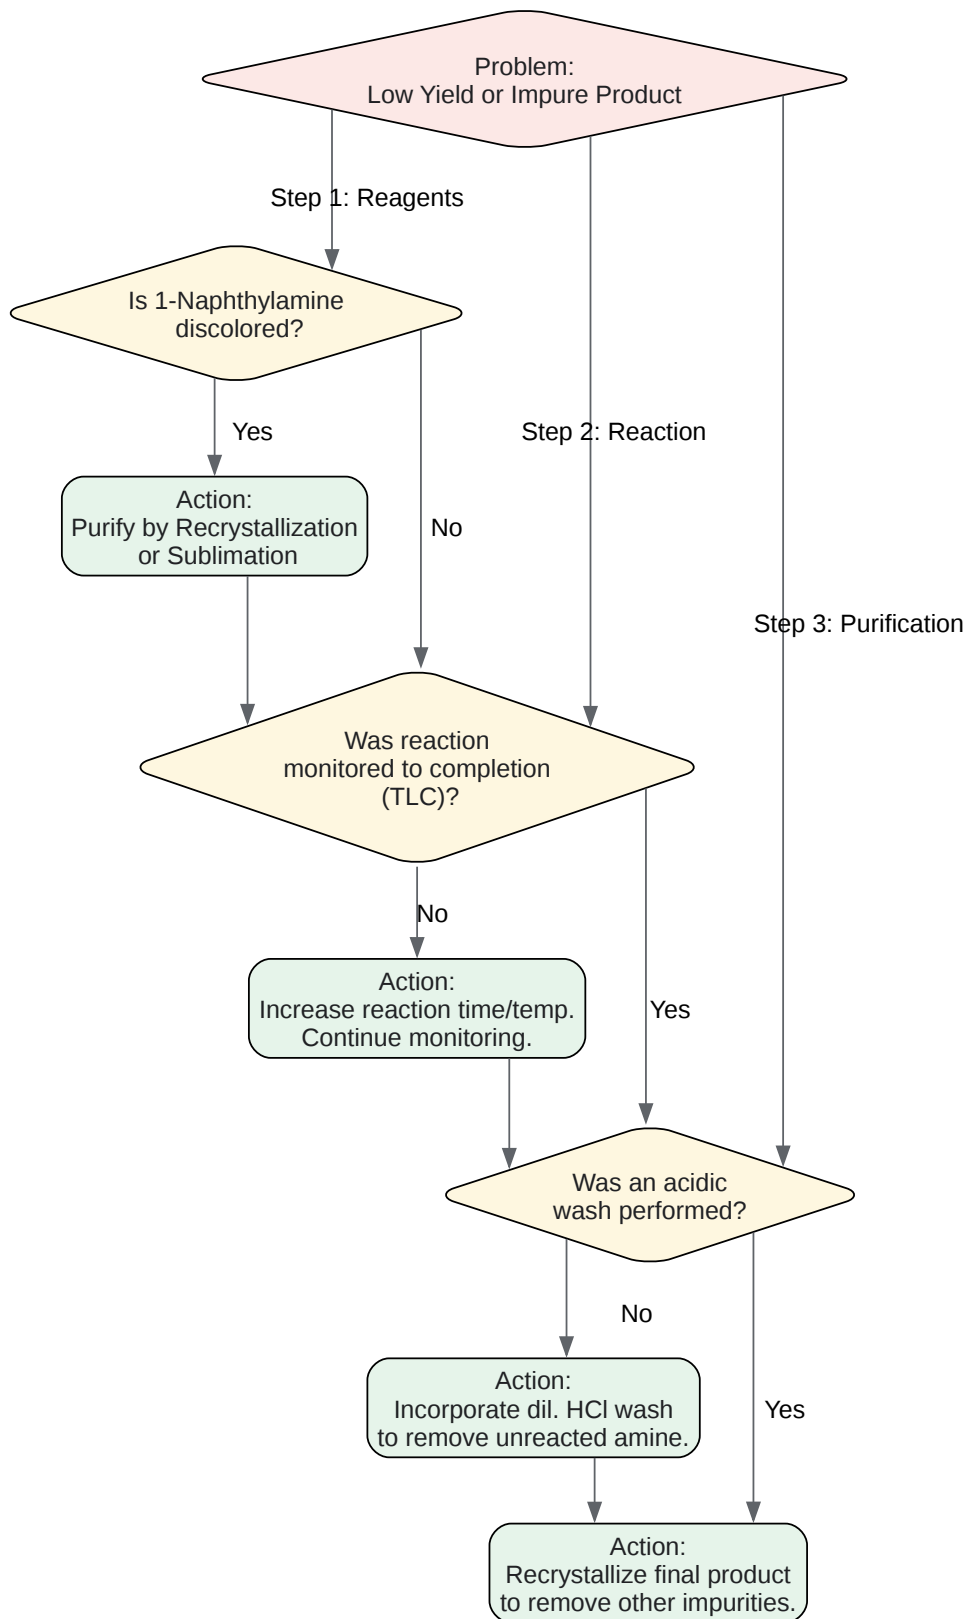 Problem:
Low Yield or Impure Product
Step 1: Reagents
Is 1-Naphthylamine
discolored?
Yes
Step 2: Reaction
Action:
Purify by Recrystallization
or Sublimation
No
Step 3: Purification
Was reaction
monitored to completion
(TLC)?
No
Action:
Increase reaction time/temp.
Continue monitoring.
Yes
Was an acidic
wash performed?
No
Action:
Incorporate dil. HCl wash
to remove unreacted amine.
Yes
Action:
Recrystallize final product
to remove other impurities.